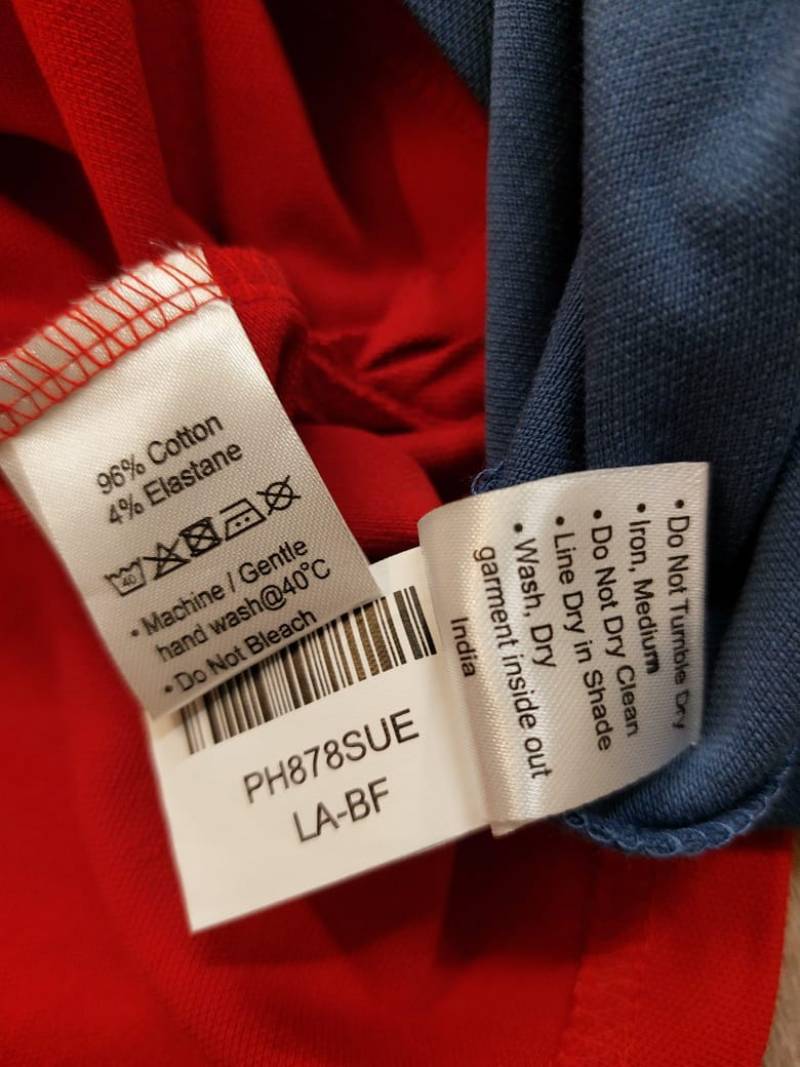 96% Cotton
4% Elastane
40
• Machine / Gentle
hand wash@40°C
• Do Not Bleach
PH878SUE
LA-BF
• Do Not Tumble Dry
• Iron, Medium
• Do Not Dry Clean
• Line Dry in Shade
• Wash, Dry
garment inside out
India